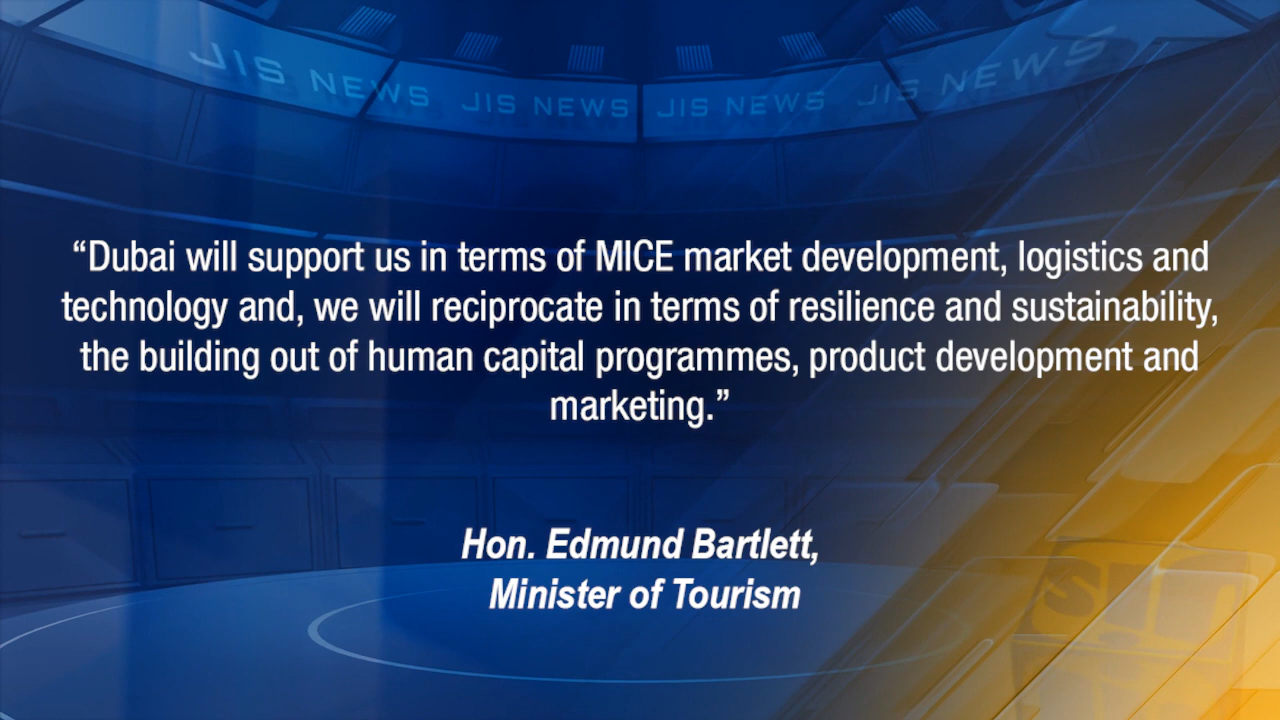 JIS NEWS JIS NEWS JIS NEWS JIS NEWS
“Dubai will support us in terms of MICE market development, logistics and
technology and, we will reciprocate in terms of resilience and sustainability,
the building out of human capital programmes, product development and
marketing.”
Hon. Edmund Bartlett,
Minister of Tourism